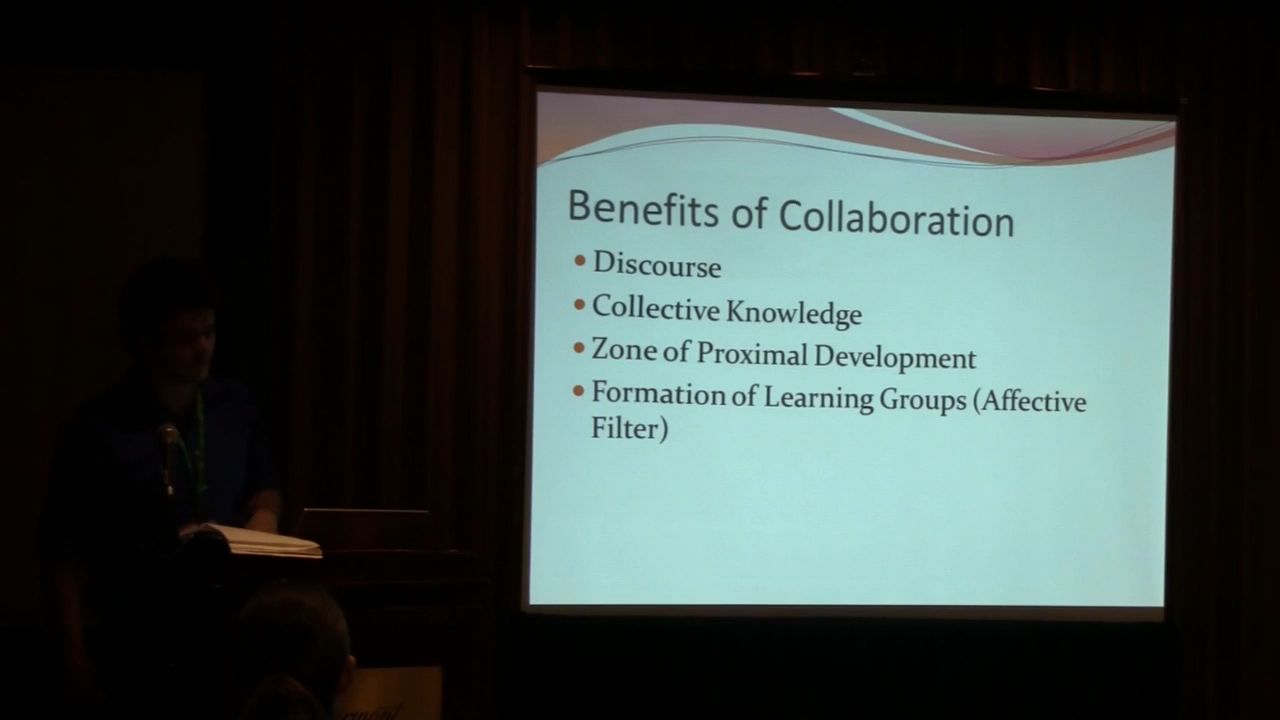 Benefits of Collaboration
Discourse
Collective Knowledge
Zone of Proximal Development
Formation of Learning Groups (Affective
Filter)